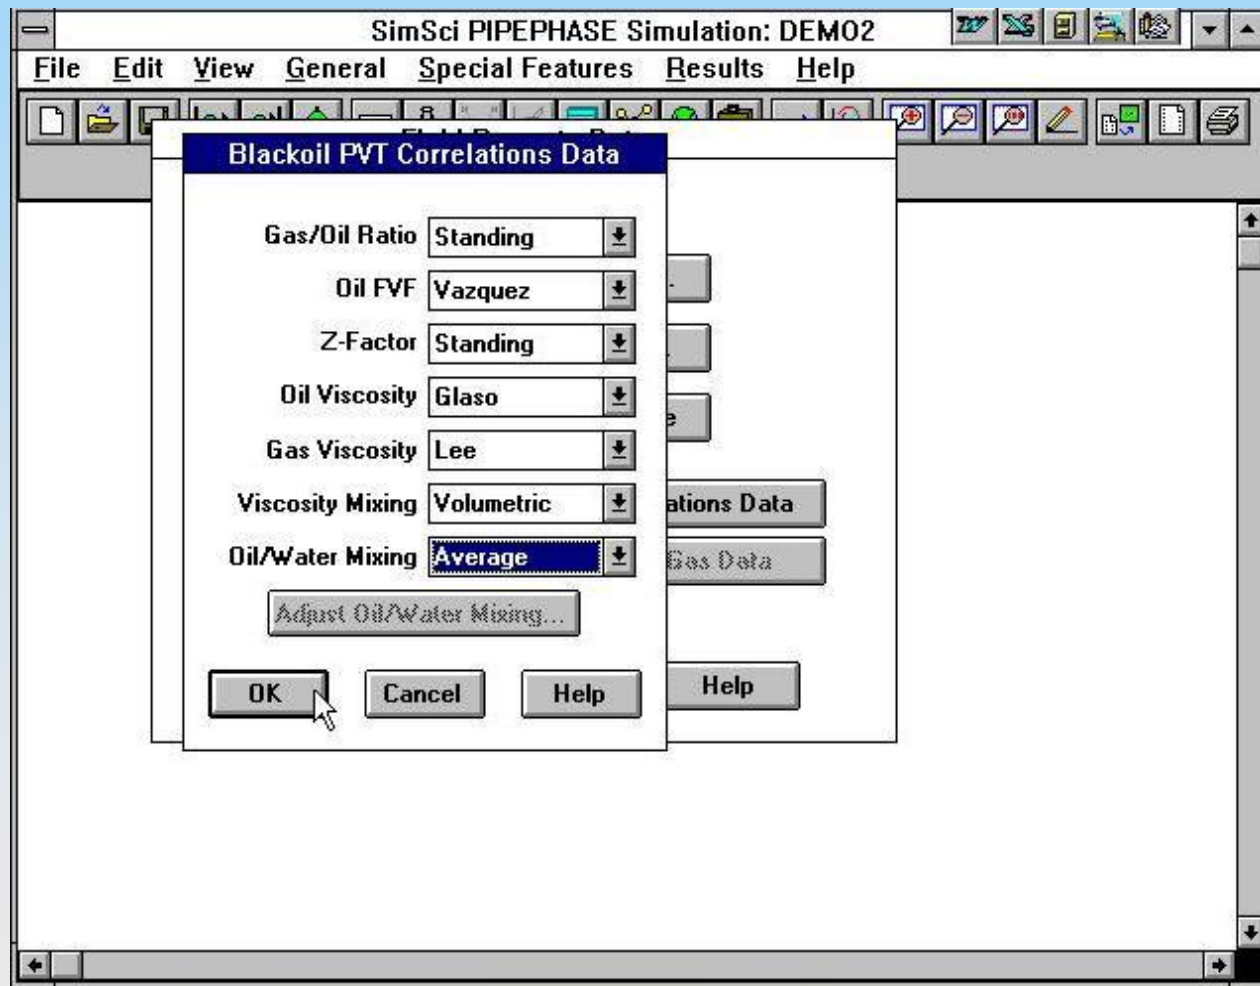 SimSci PIPEPHASE Simulation: DEMO2
File Edit View General Special Features Results Help
Blackoil PVT Correlations Data
Gas/Oil Ratio Standing
Oil FVF Vazquez
Z-Factor Standing
Oil Viscosity Glaso
Gas Viscosity Lee
Viscosity Mixing Volumetric
Oil/Water Mixing Average
Adjust Oil/Water Mixing...
OK Cancel Help
ations Data
Gas Data
Help